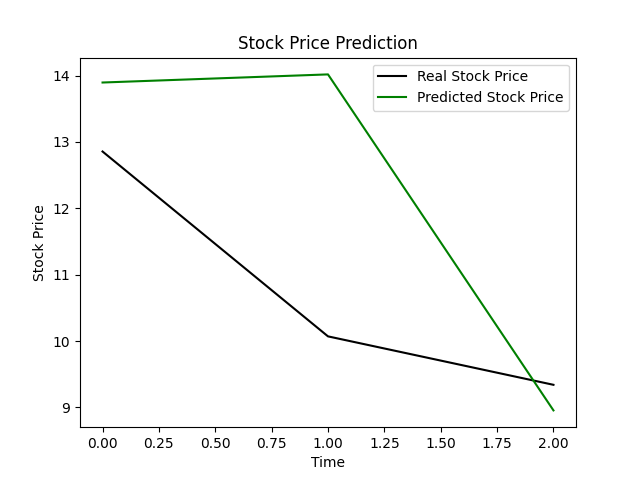 Stock Price Prediction
Real Stock Price
Predicted Stock Price
Stock Price
14
13
12
11
10
9
0.00 0.25 0.50 0.75 1.00 1.25 1.50 1.75 2.00
Time